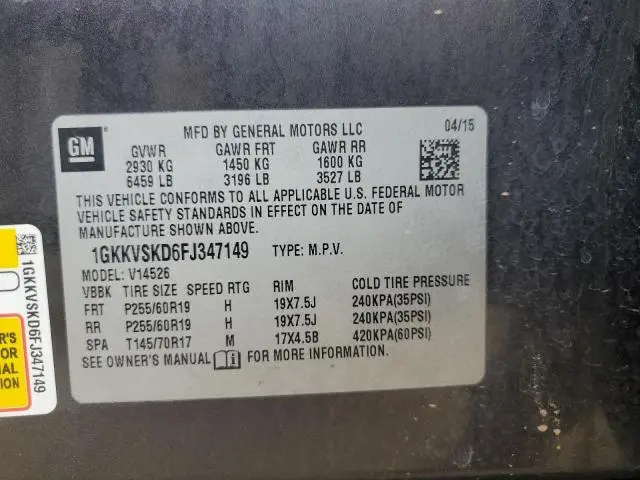 GM
MFD BY GENERAL MOTORS LLC
04/15
GVWR GAWR FRT GAWR RR
2930 KG 1450 KG 1600 KG
6459 LB 3196 LB 3527 LB
THIS VEHICLE CONFORMS TO ALL APPLICABLE U.S. FEDERAL MOTOR
VEHICLE SAFETY STANDARDS IN EFFECT ON THE DATE OF
MANUFACTURE SHOWN ABOVE.
1GKKVSKD6FJ347149 TYPE: M.P.V.
MODEL: V14526
VBBK TIRE SIZE SPEED RTG RIM COLD TIRE PRESSURE
FRT P255/60R19 H 19X7.5J 240KPA(35PSI)
RR P255/60R19 H 19X7.5J 240KPA(35PSI)
SPA T145/70R17 M 17X4.5B 420KPA(60PSI)
SEE OWNER'S MANUAL FOR MORE INFORMATION.
1GKKVSKD6FJ347149
R'S
OR
IAL
ION